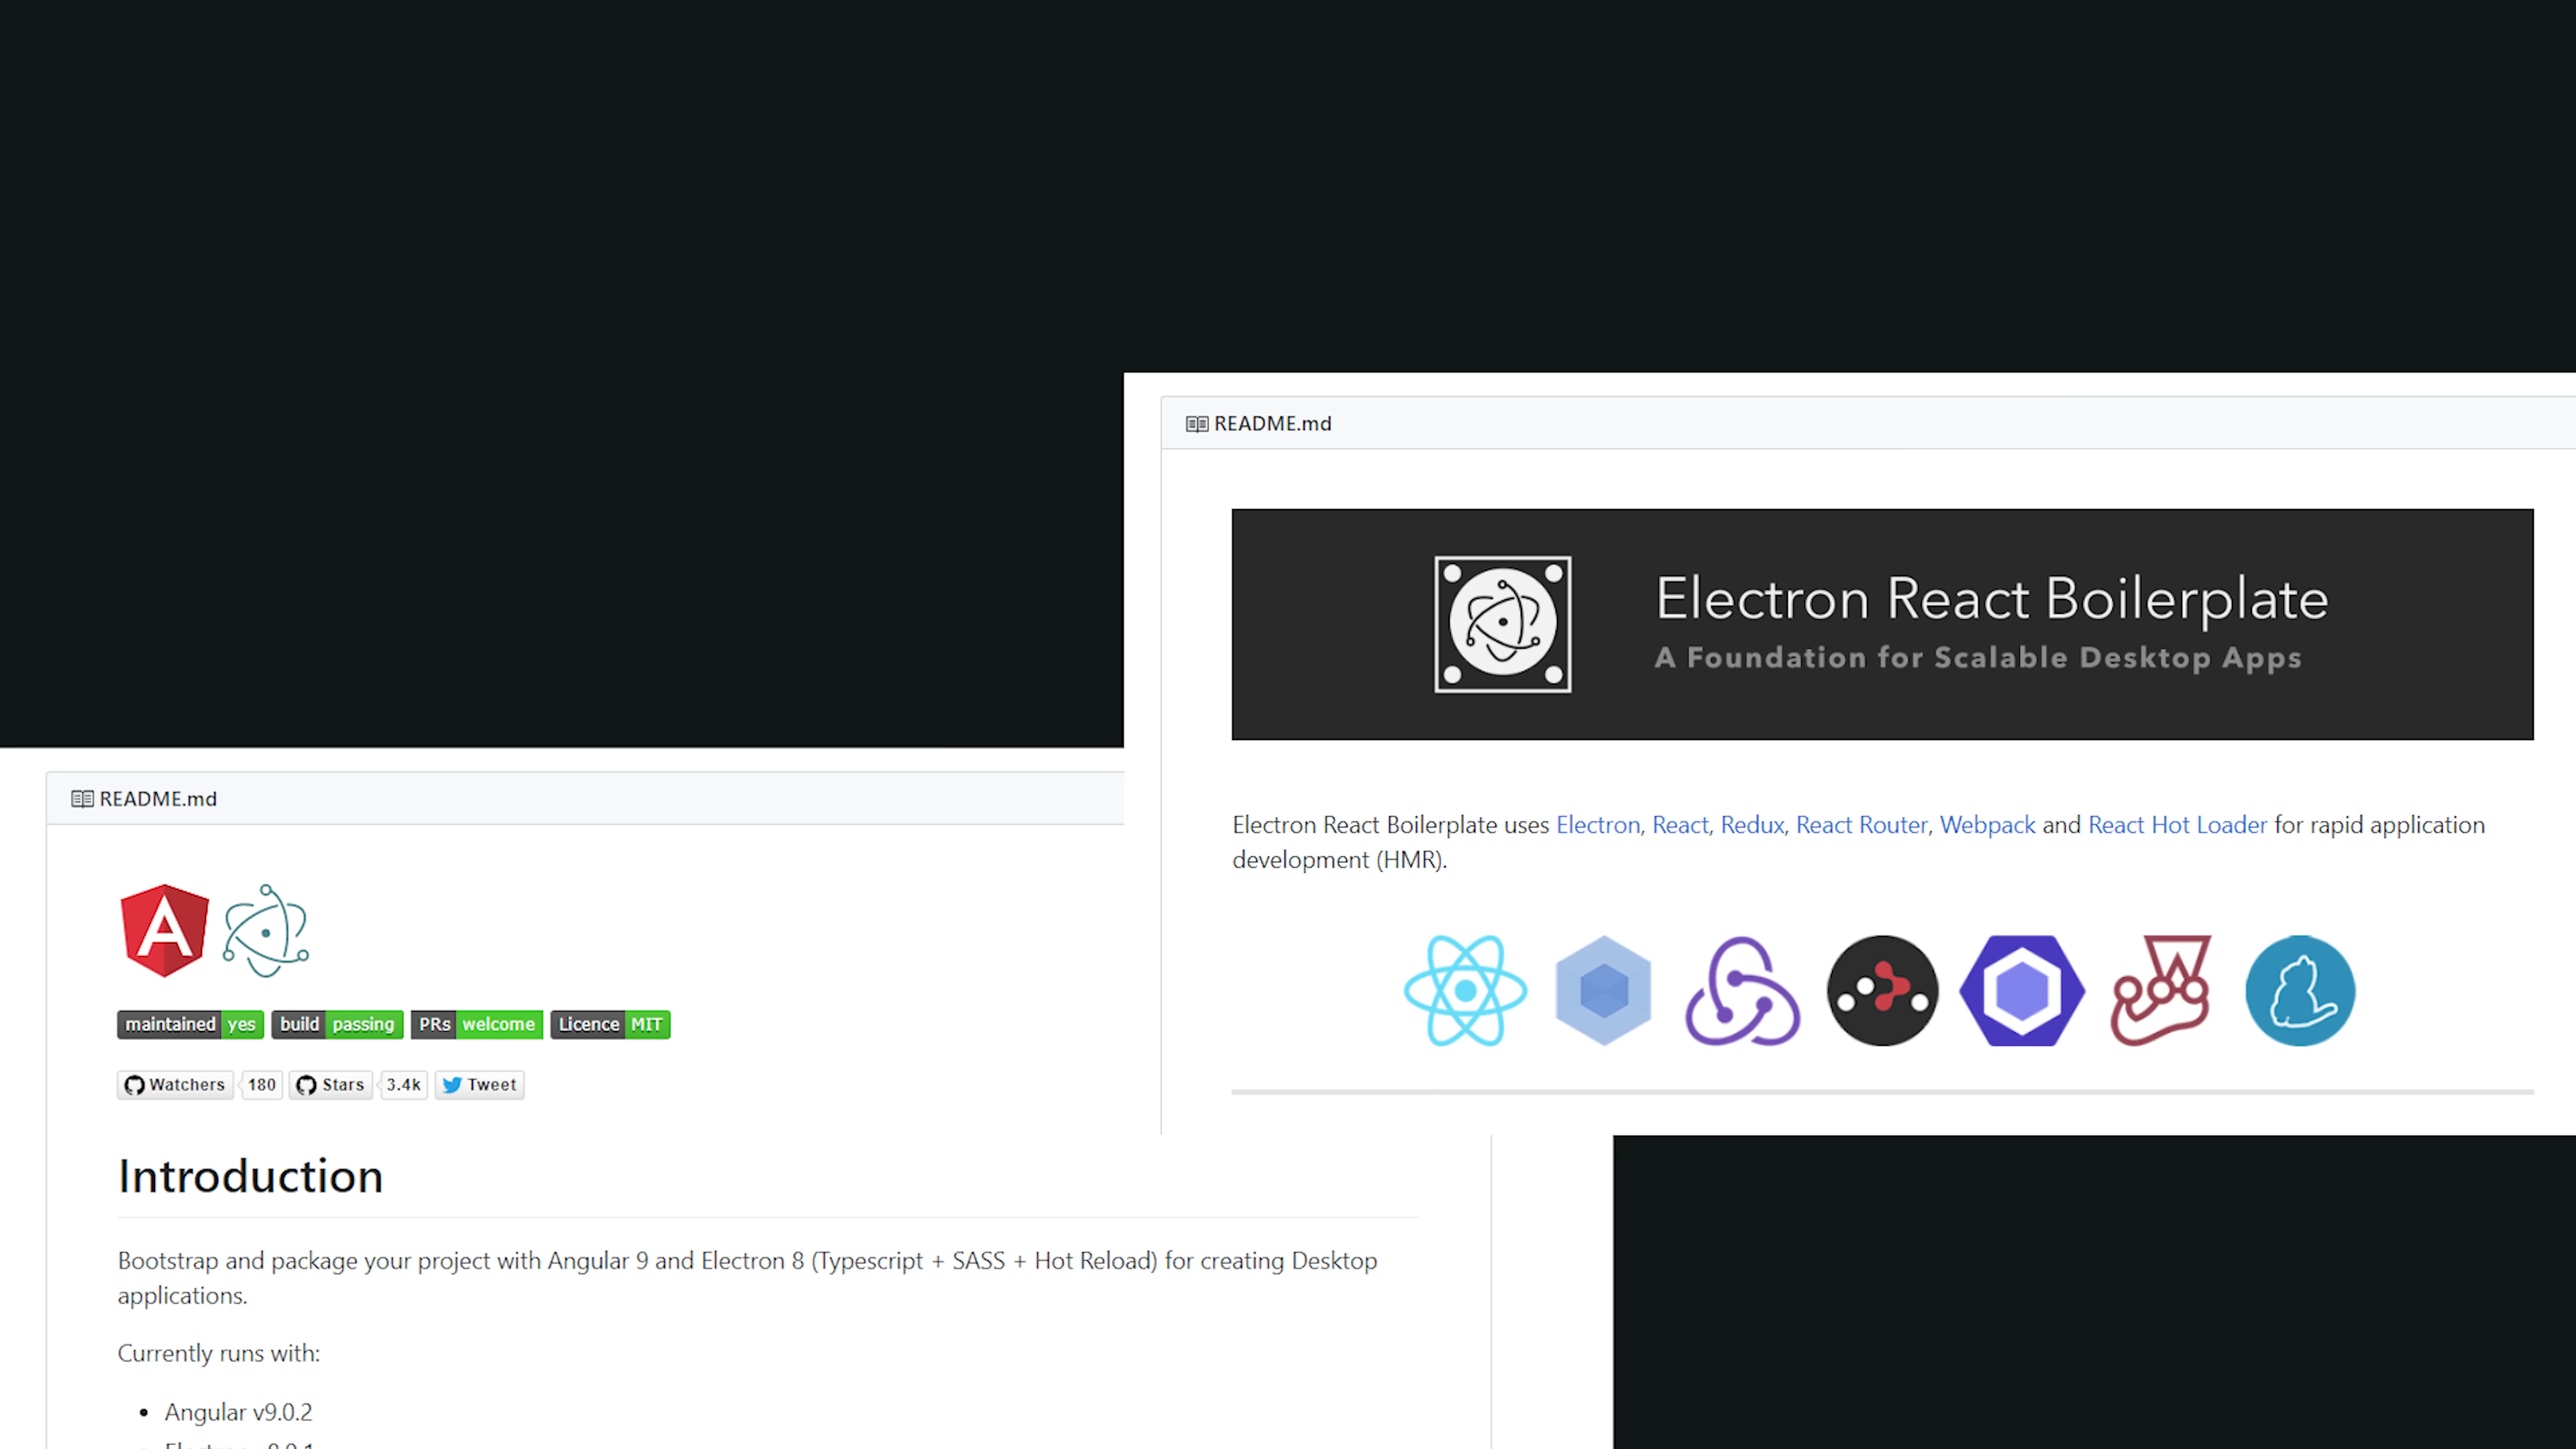 README.md
Electron React Boilerplate
A Foundation for Scalable Desktop Apps
Electron React Boilerplate uses Electron, React, Redux, React Router, Webpack and React Hot Loader for rapid application
development (HMR).
README.md
maintained yes build passing PRs welcome Licence MIT
Watchers 180 Stars 3.4k Tweet
Introduction
Bootstrap and package your project with Angular 9 and Electron 8 (Typescript + SASS + Hot Reload) for creating Desktop
applications.
Currently runs with:
• Angular v9.0.2